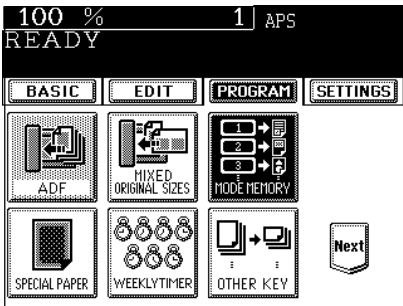 100 % 1 APS
READY
BASIC EDIT PROGRAM SETTINGS
1
2
3
ADF MIXED ORIGINAL SIZES MODE MEMORY
Next
SPECIAL PAPER WEEKLYTIMER OTHER KEY